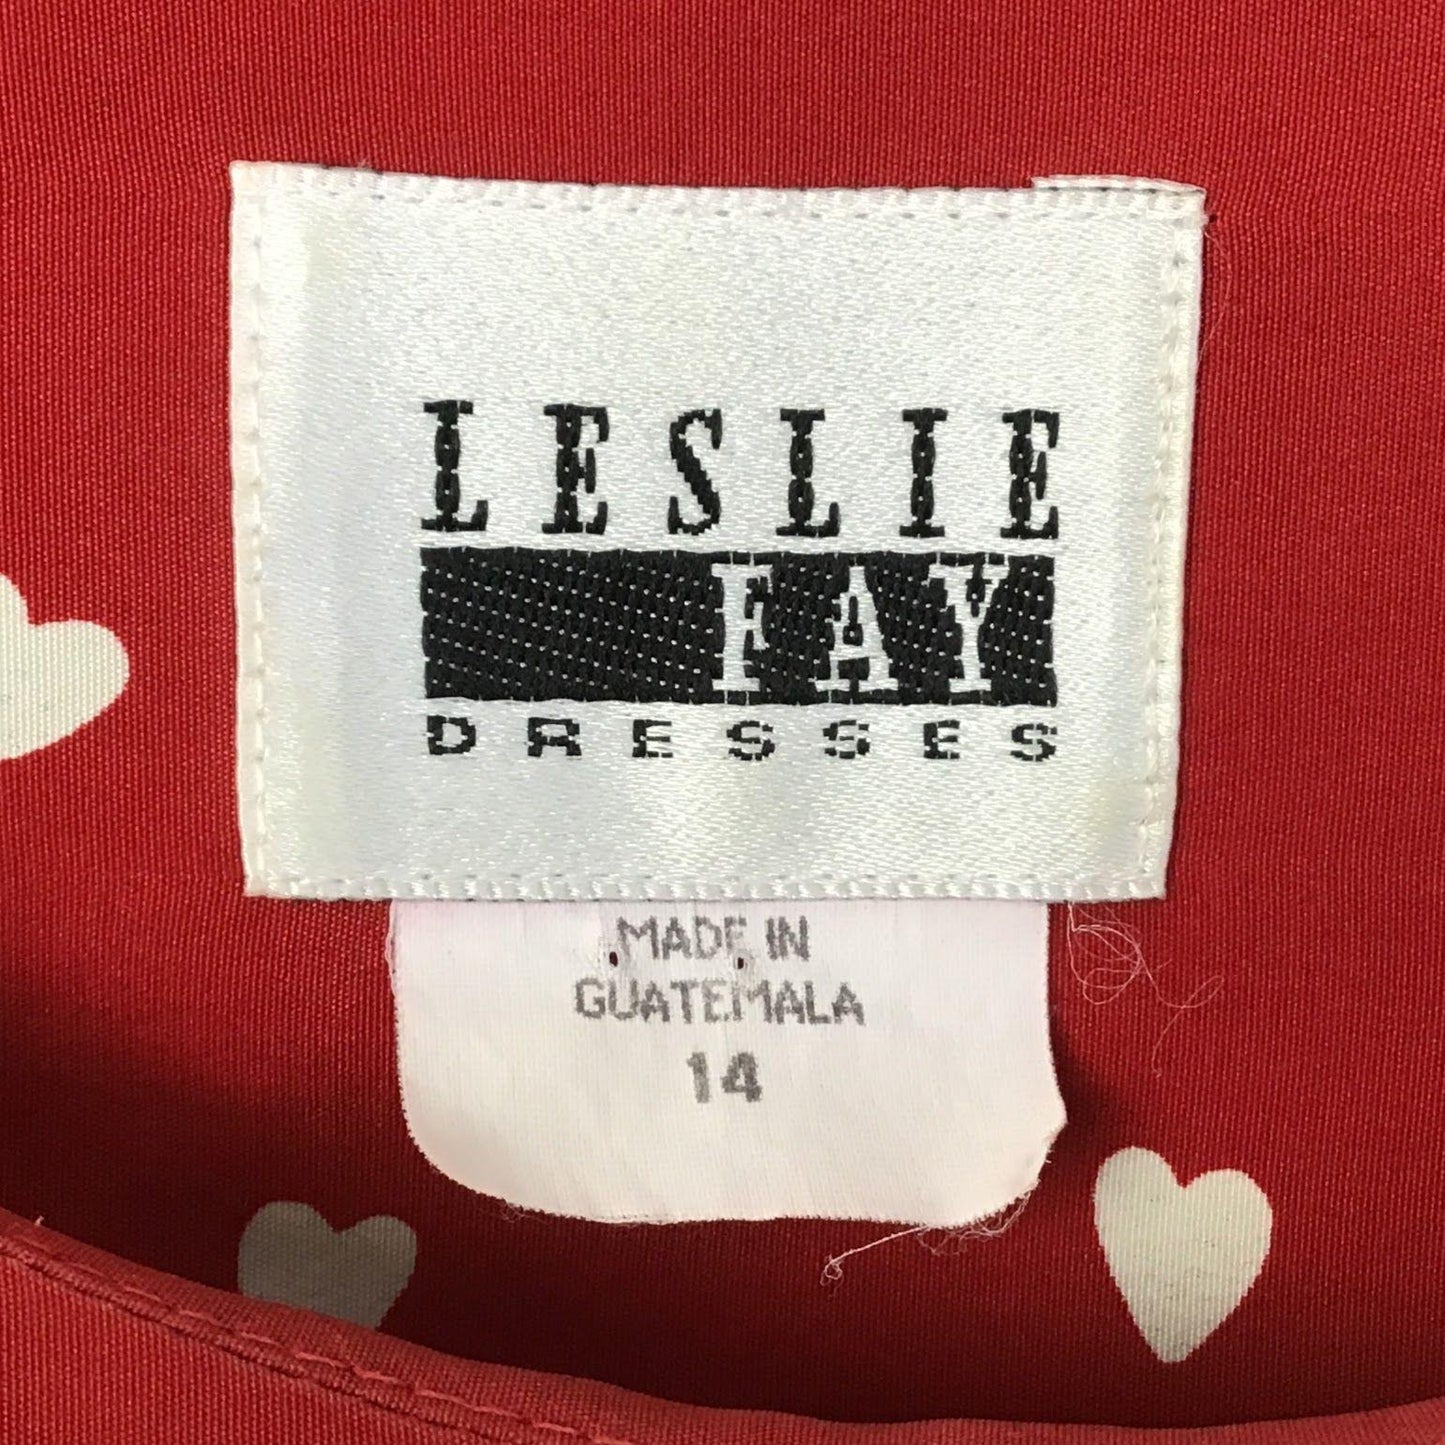 LESLIE
FAY
DRESSES
MADE IN
GUATEMALA
14